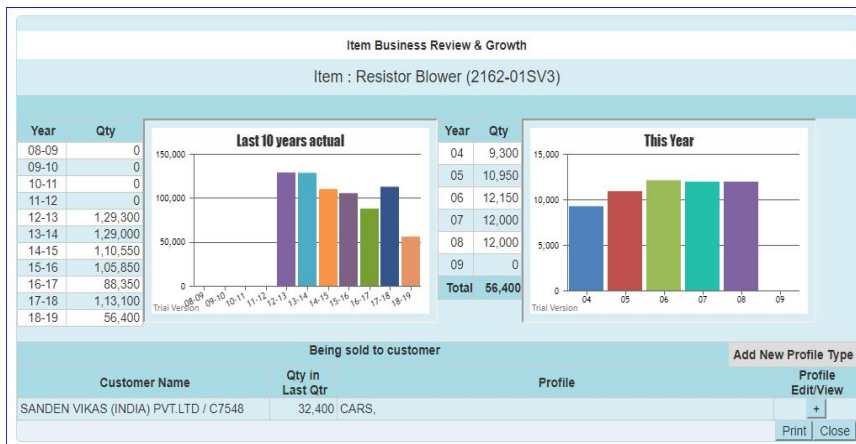 Item Business Review & Growth
Item : Resistor Blower (2162-01SV3)
Year Qty
08-09 0
09-10 0
10-11 0
11-12 0
12-13 1,29,300
13-14 1,29,000
14-15 1,10,550
15-16 1,05,850
16-17 88,350
17-18 1,13,100
18-19 56,400
Last 10 years actual
150,000
100,000
50,000
0
08-09 09-10 10-11 11-12 12-13 13-14 14-15 15-16 16-17 17-18 18-19
Trial Version
Year Qty
04 9,300
05 10,950
06 12,150
07 12,000
08 12,000
09 0
Total 56,400
This Year
15,000
10,000
5,000
0
04 05 06 07 08 09
Trial Version
Being sold to customer
Add New Profile Type
Customer Name Qty in Last Qtr Profile Profile Edit/View
SANDEN VIKAS (INDIA) PVT.LTD / C7548 32,400 CARS, +
Print Close